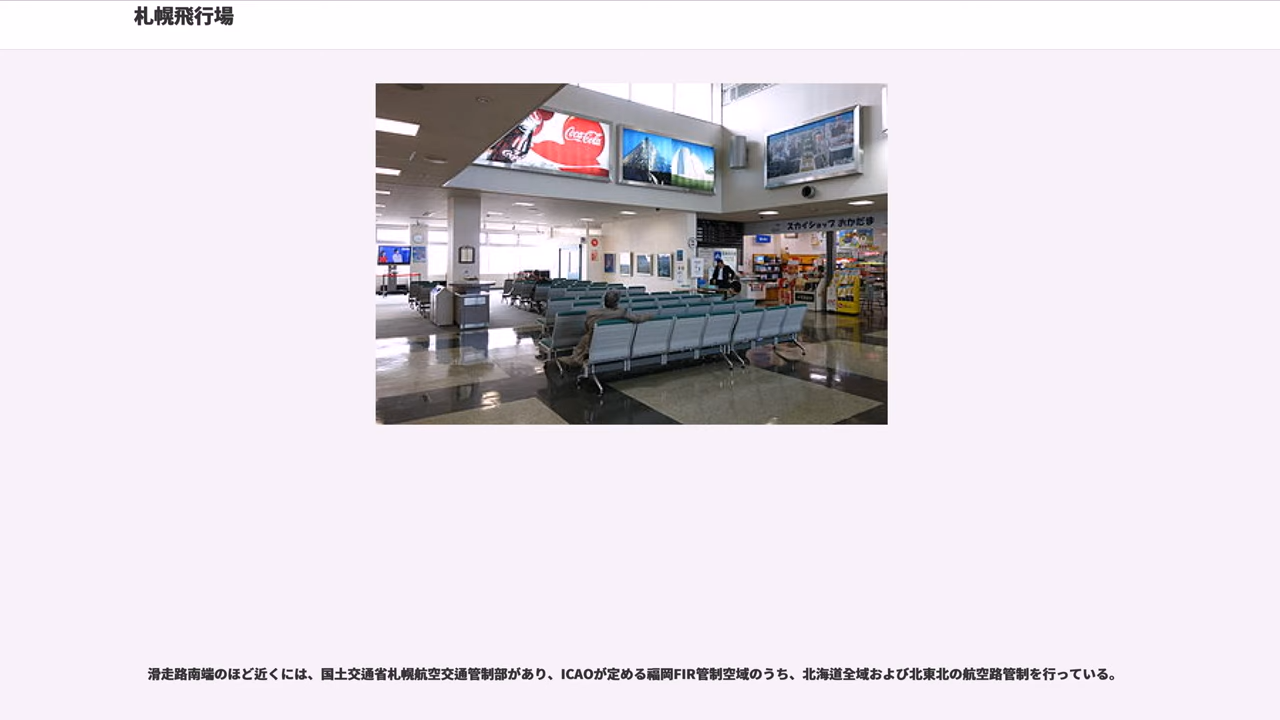 札幌飛行場
Coca-Cola
スカイショップ おかだま
滑走路南端のほど近くには、国土交通省札幌航空交通管制部があり、ICAOが定める福岡FIR管制空域のうち、北海道全域および北東北の航空路管制を行っている。